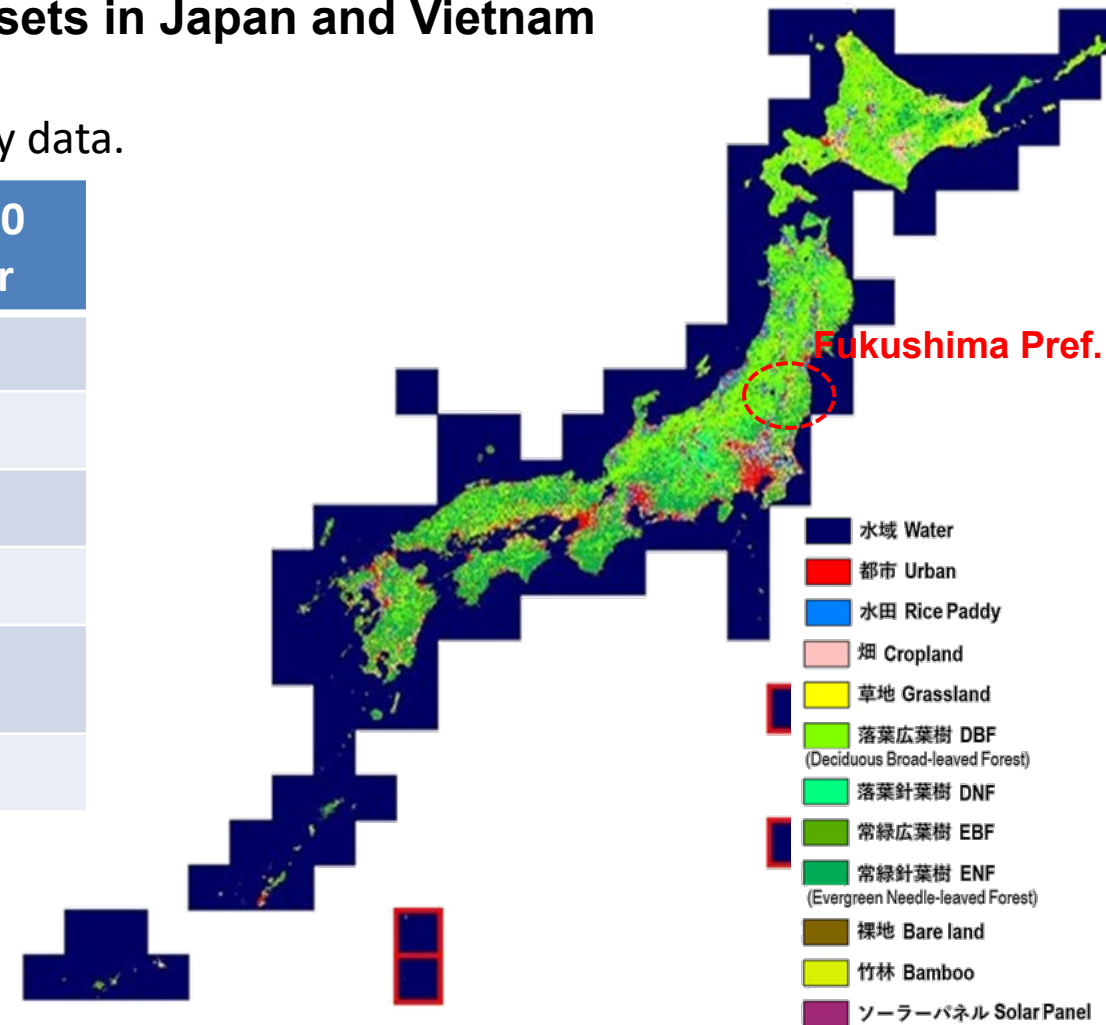 sets in Japan and Vietnam
y data.
0
r
Fukushima Pref.
水域 Water
都市 Urban
水田 Rice Paddy
畑 Cropland
草地 Grassland
落葉広葉樹 DBF
(Deciduous Broad-leaved Forest)
落葉針葉樹 DNF
常緑広葉樹 EBF
常緑針葉樹 ENF
(Evergreen Needle-leaved Forest)
裸地 Bare land
竹林 Bamboo
ソーラーパネル Solar Panel